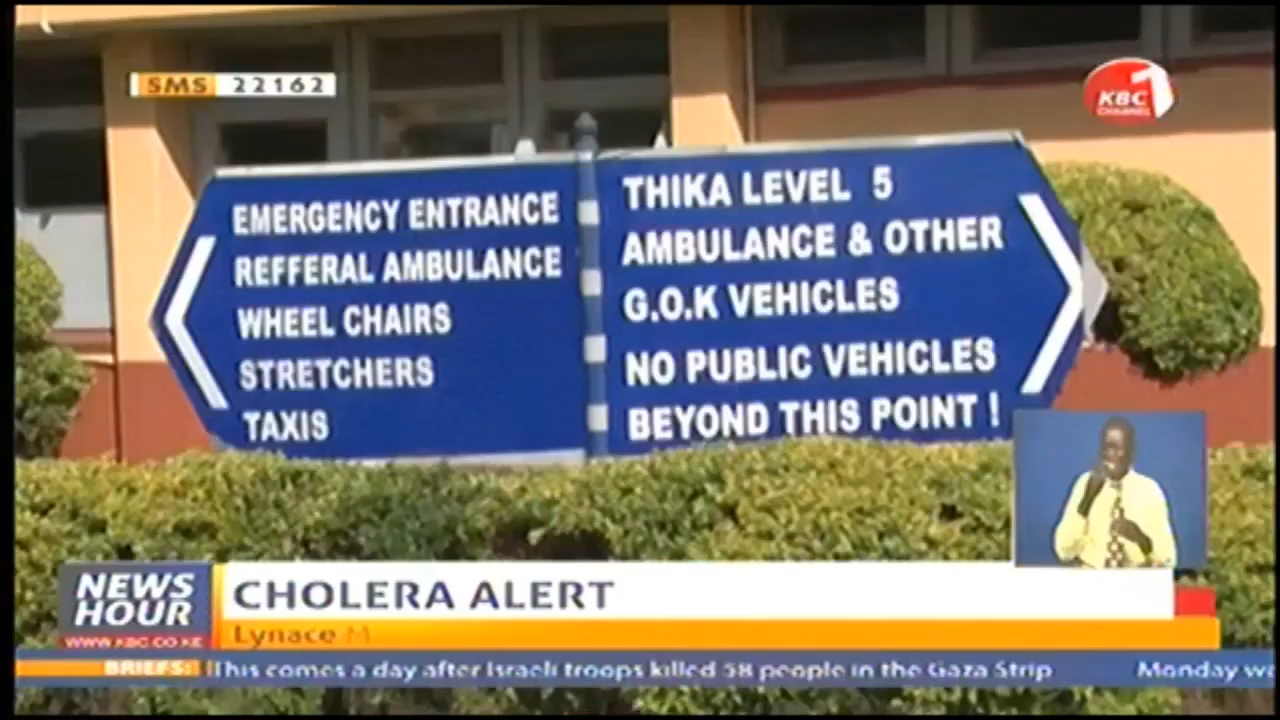 SMS 22162
KBC 1
CHANNEL
EMERGENCY ENTRANCE
REFFERAL AMBULANCE
WHEEL CHAIRS
STRETCHERS
TAXIS
THIKA LEVEL 5
AMBULANCE & OTHER
G.O.K VEHICLES
NO PUBLIC VEHICLES
BEYOND THIS POINT !
NEWS
HOUR
WWW.KBC.CO.KE
CHOLERA ALERT
Lynace M
BRIEFS: This comes a day after Israeli troops killed 58 people in the Gaza Strip Monday